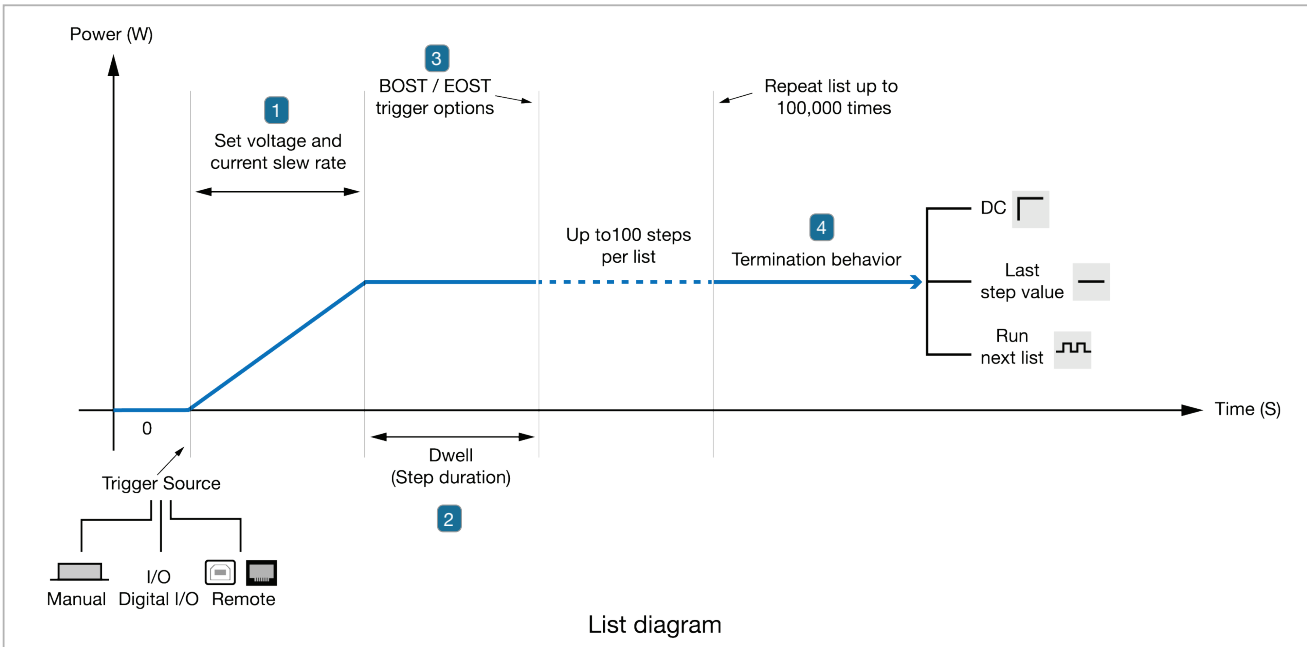 Power (W)
3
BOST / EOST
trigger options
Repeat list up to
100,000 times
1
Set voltage and
current slew rate
DC
4
Up to100 steps
per list
Termination behavior
Last
step value
Run
next list
Time (S)
0
Dwell
(Step duration)
2
Trigger Source
I/O
Manual
Digital I/O
Remote
List diagram